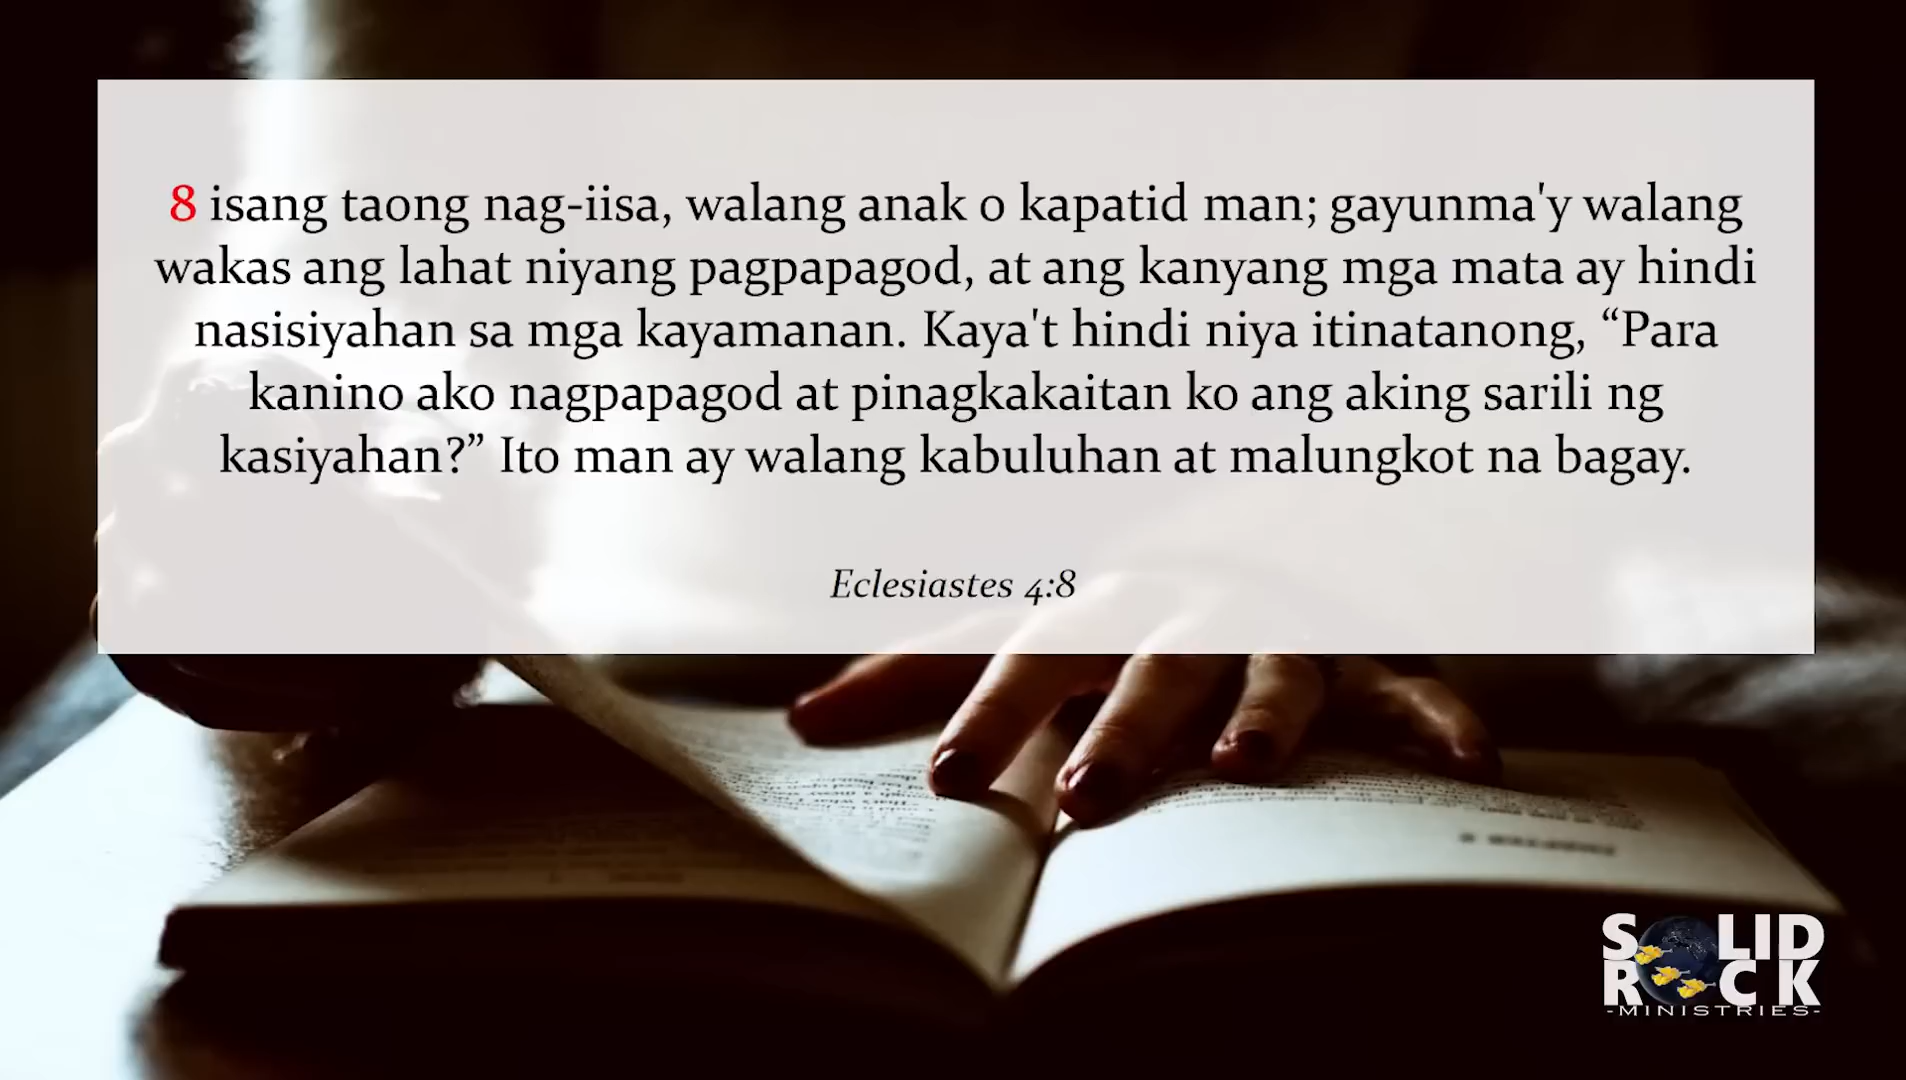 8 isang taong nag-iisa, walang anak o kapatid man; gayunma'y walang
wakas ang lahat niyang pagpapagod, at ang kanyang mga mata ay hindi
nasisiyahan sa mga kayamanan. Kaya't hindi niya itinatanong, “Para
kanino ako nagpapagod at pinagkakaitan ko ang aking sarili ng
kasiyahan?” Ito man ay walang kabuluhan at malungkot na bagay.
Eclesiastes 4:8
SOLID
ROCK
-MINISTRIES-